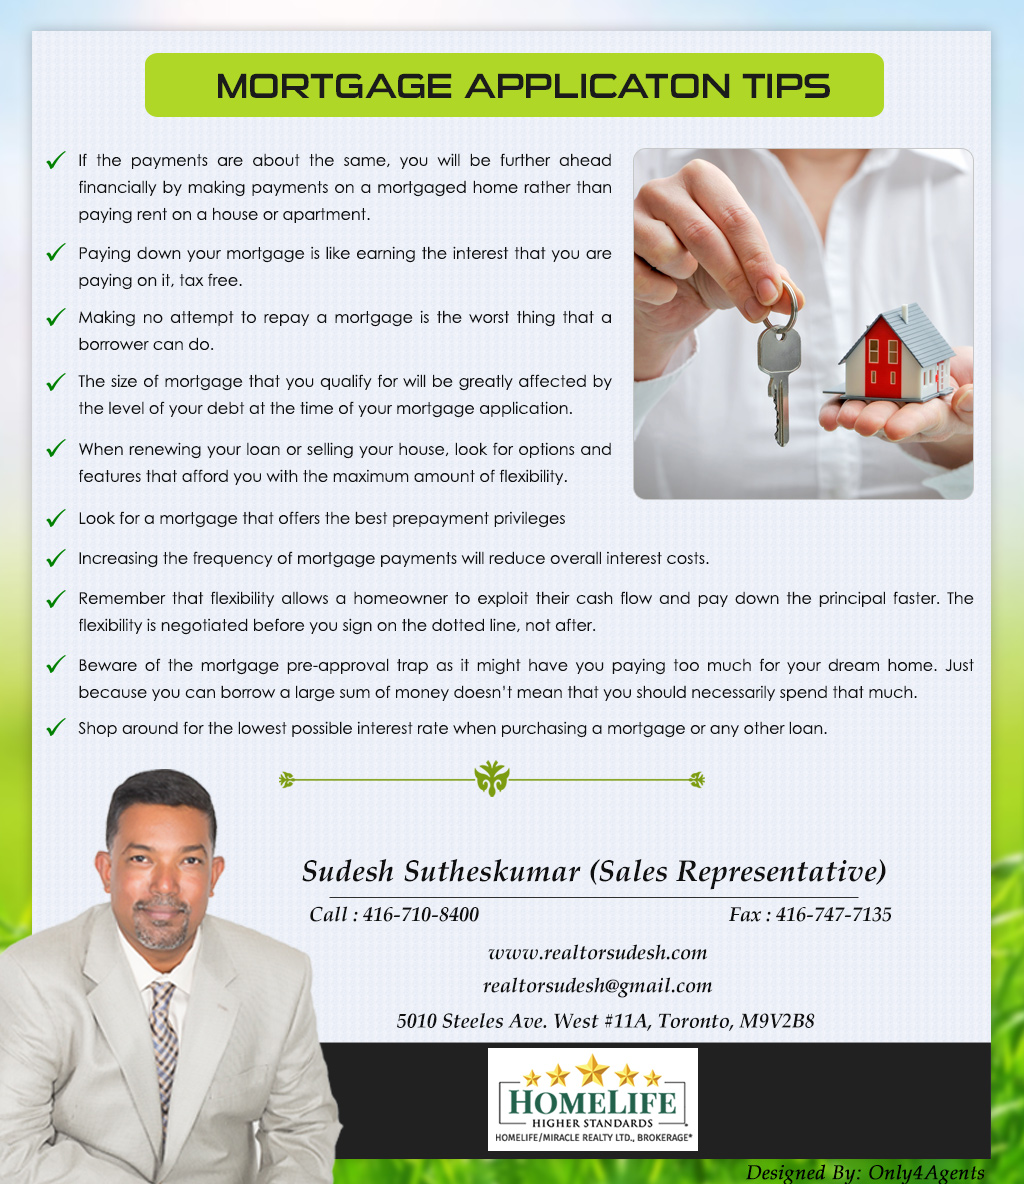 MORTGAGE APPLICATON TIPS
If the payments are about the same, you will be further ahead
financially by making payments on a mortgaged home rather than
paying rent on a house or apartment.
Paying down your mortgage is like earning the interest that you are
paying on it, tax free.
Making no attempt to repay a mortgage is the worst thing that a
borrower can do.
The size of mortgage that you qualify for will be greatly affected by
the level of your debt at the time of your mortgage application.
When renewing your loan or selling your house, look for options and
features that afford you with the maximum amount of flexibility.
Look for a mortgage that offers the best prepayment privileges
Increasing the frequency of mortgage payments will reduce overall interest costs.
Remember that flexibility allows a homeowner to exploit their cash flow and pay down the principal faster. The
flexibility is negotiated before you sign on the dotted line, not after.
Beware of the mortgage pre-approval trap as it might have you paying too much for your dream home. Just
because you can borrow a large sum of money doesn't mean that you should necessarily spend that much.
Shop around for the lowest possible interest rate when purchasing a mortgage or any other loan.
Sudesh Sutheskumar (Sales Representative)
Call : 416-710-8400 Fax : 416-747-7135
www.realtorsudesh.com
realtorsudesh@gmail.com
5010 Steeles Ave. West #11A, Toronto, M9V2B8
HOMELIFE
HIGHER STANDARDS
HOMELIFE/MIRACLE REALTY LTD., BROKERAGE*
Designed By: Only4Agents